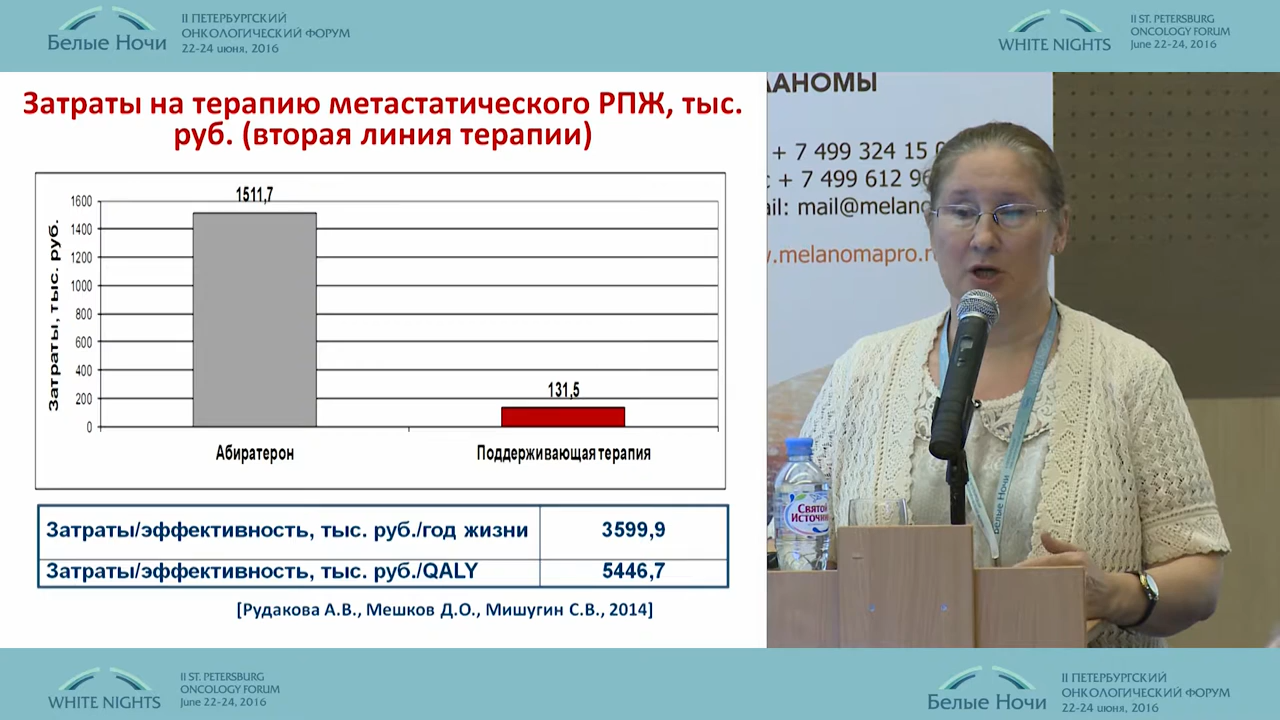 Белые Ночи
II ПЕТЕРБУРГСКИЙ
ОНКОЛОГИЧЕСКИЙ ФОРУМ
22-24 июня, 2016
WHITE NIGHTS
II ST. PETERSBURG
ONCOLOGY FORUM
June 22-24, 2016
Затраты на терапию метастатического РПЖ, тыс.
руб. (вторая линия терапии)
Затраты, тыс. руб.
1600
1400
1200
1000
800
600
400
200
0
1511,7
131,5
Абиратерон
Поддерживающая терапия
Затраты/эффективность, тыс. руб./год жизни 3599,9
Затраты/эффективность, тыс. руб./QALY 5446,7
[Рудакова А.В., Мешков Д.О., Мишугин С.В., 2014]
ЛАНОМЫ
+ 7 499 324 15
+ 7 499 612 96
ail: mail@melano
.melanomapro.r
Святой
Источник
Белые Ночи
WHITE NIGHTS
II ST. PETERSBURG
ONCOLOGY FORUM
June 22-24, 2016
Белые Ночи
II ПЕТЕРБУРГСКИЙ
ОНКОЛОГИЧЕСКИЙ ФОРУМ
22-24 июня, 2016